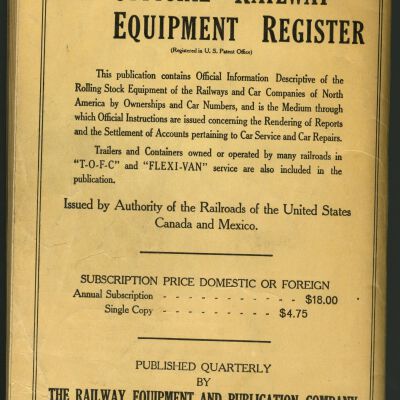 OFFICIAL RAILWAY
EQUIPMENT REGISTER
(Registered in U. S. Patent Office)
This publication contains Official Information Descriptive of the
Rolling Stock Equipment of the Railways and Car Companies of North
America by Ownerships and Car Numbers, and is the Medium through
which Official Instructions are issued concerning the Rendering of Reports
and the Settlement of Accounts pertaining to Car Service and Car Repairs.
Trailers and Containers owned or operated by many railroads in
"T-O-F-C" and "FLEXI-VAN" service are also included in the
publication.
Issued by Authority of the Railroads of the United States
Canada and Mexico.
SUBSCRIPTION PRICE DOMESTIC OR FOREIGN
Annual Subscription - - - - - - - - - - - $18.00
Single Copy - - - - - - - - - $4.75
PUBLISHED QUARTERLY
BY
THE RAILWAY EQUIPMENT AND PUBLICATION COMPANY